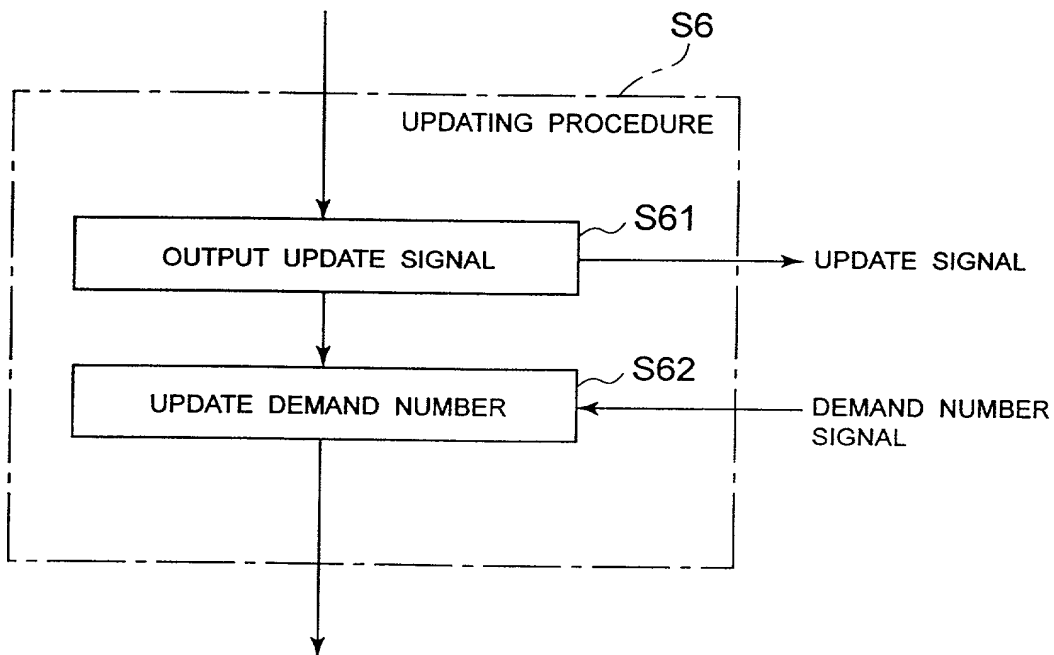 S6
UPDATING PROCEDURE
S61
OUTPUT UPDATE SIGNAL
UPDATE SIGNAL
S62
UPDATE DEMAND NUMBER
DEMAND NUMBER
SIGNAL